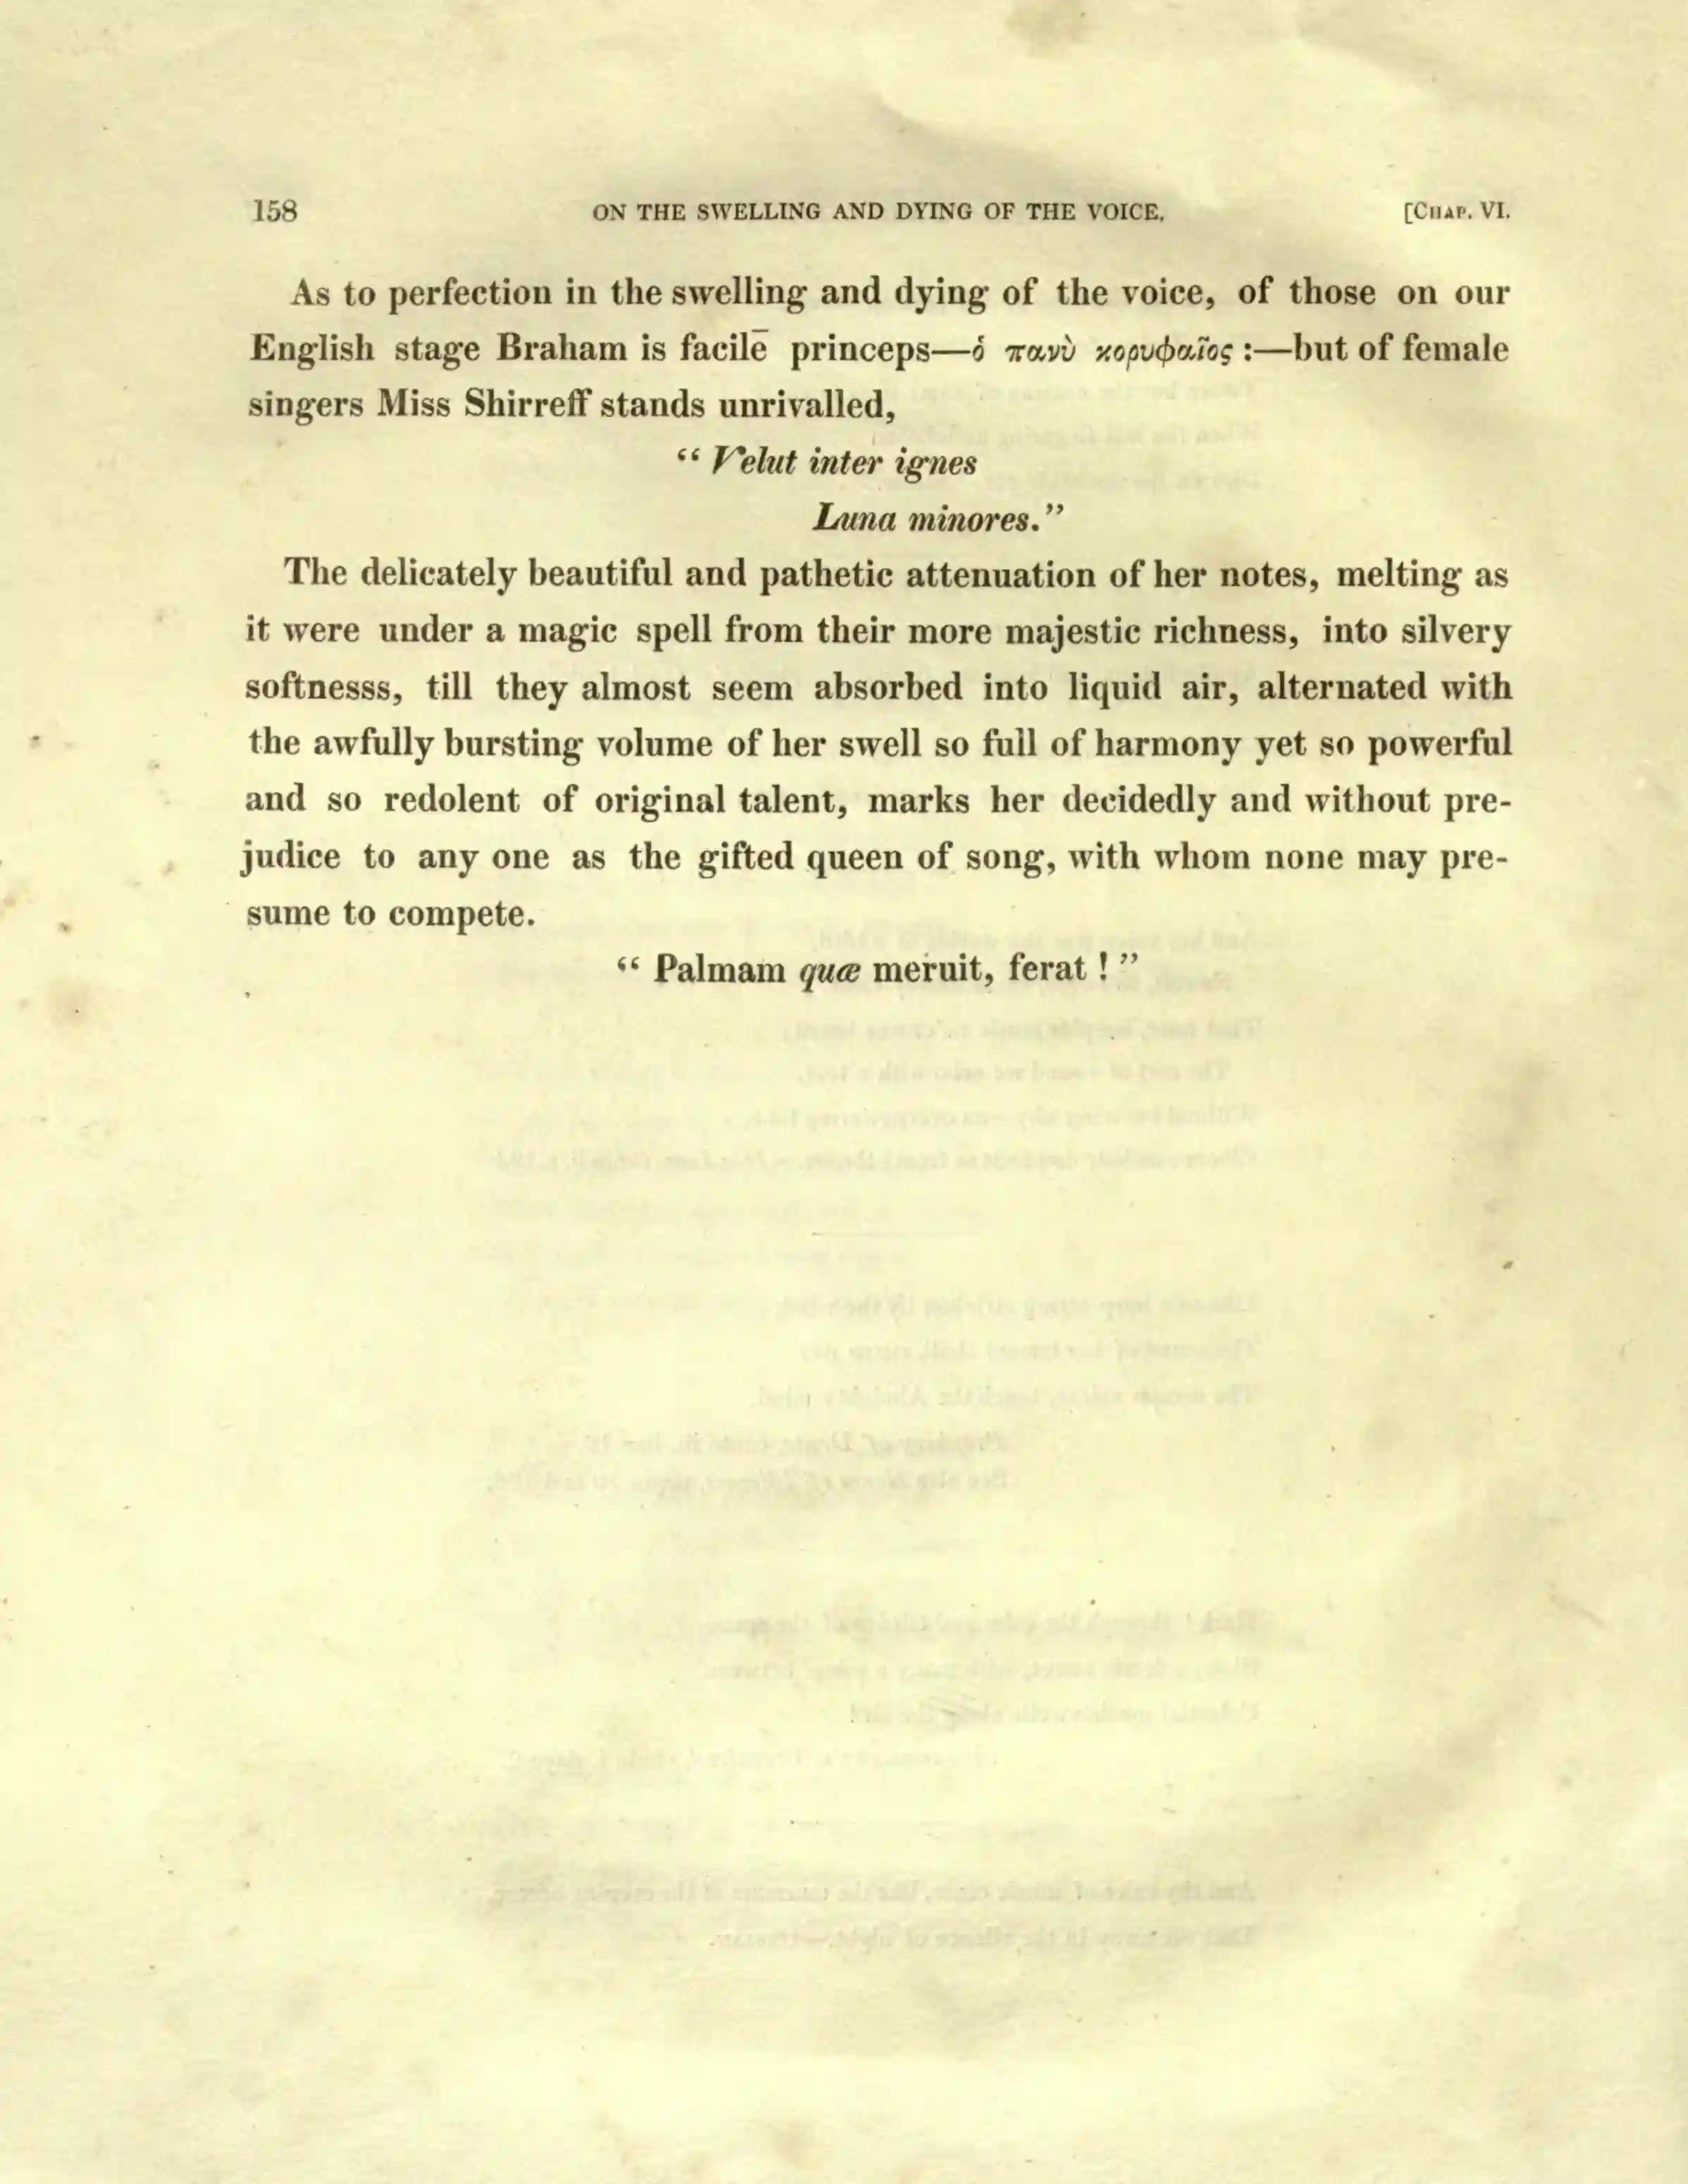 158 ON THE SWELLING AND DYING OF THE VOICE, [CHAP. VI.
As to perfection in the swelling and dying of the voice, of those on our
English stage Braham is facilē princeps—ὁ πανὺ κορυφαῖος :—but of female
singers Miss Shirreff stands unrivalled,
“ Velut inter ignes
Luna minores.”
The delicately beautiful and pathetic attenuation of her notes, melting as
it were under a magic spell from their more majestic richness, into silvery
softnesss, till they almost seem absorbed into liquid air, alternated with
the awfully bursting volume of her swell so full of harmony yet so powerful
and so redolent of original talent, marks her decidedly and without pre-
judice to any one as the gifted queen of song, with whom none may pre-
sume to compete.
“ Palmam quæ meruit, ferat ! ”